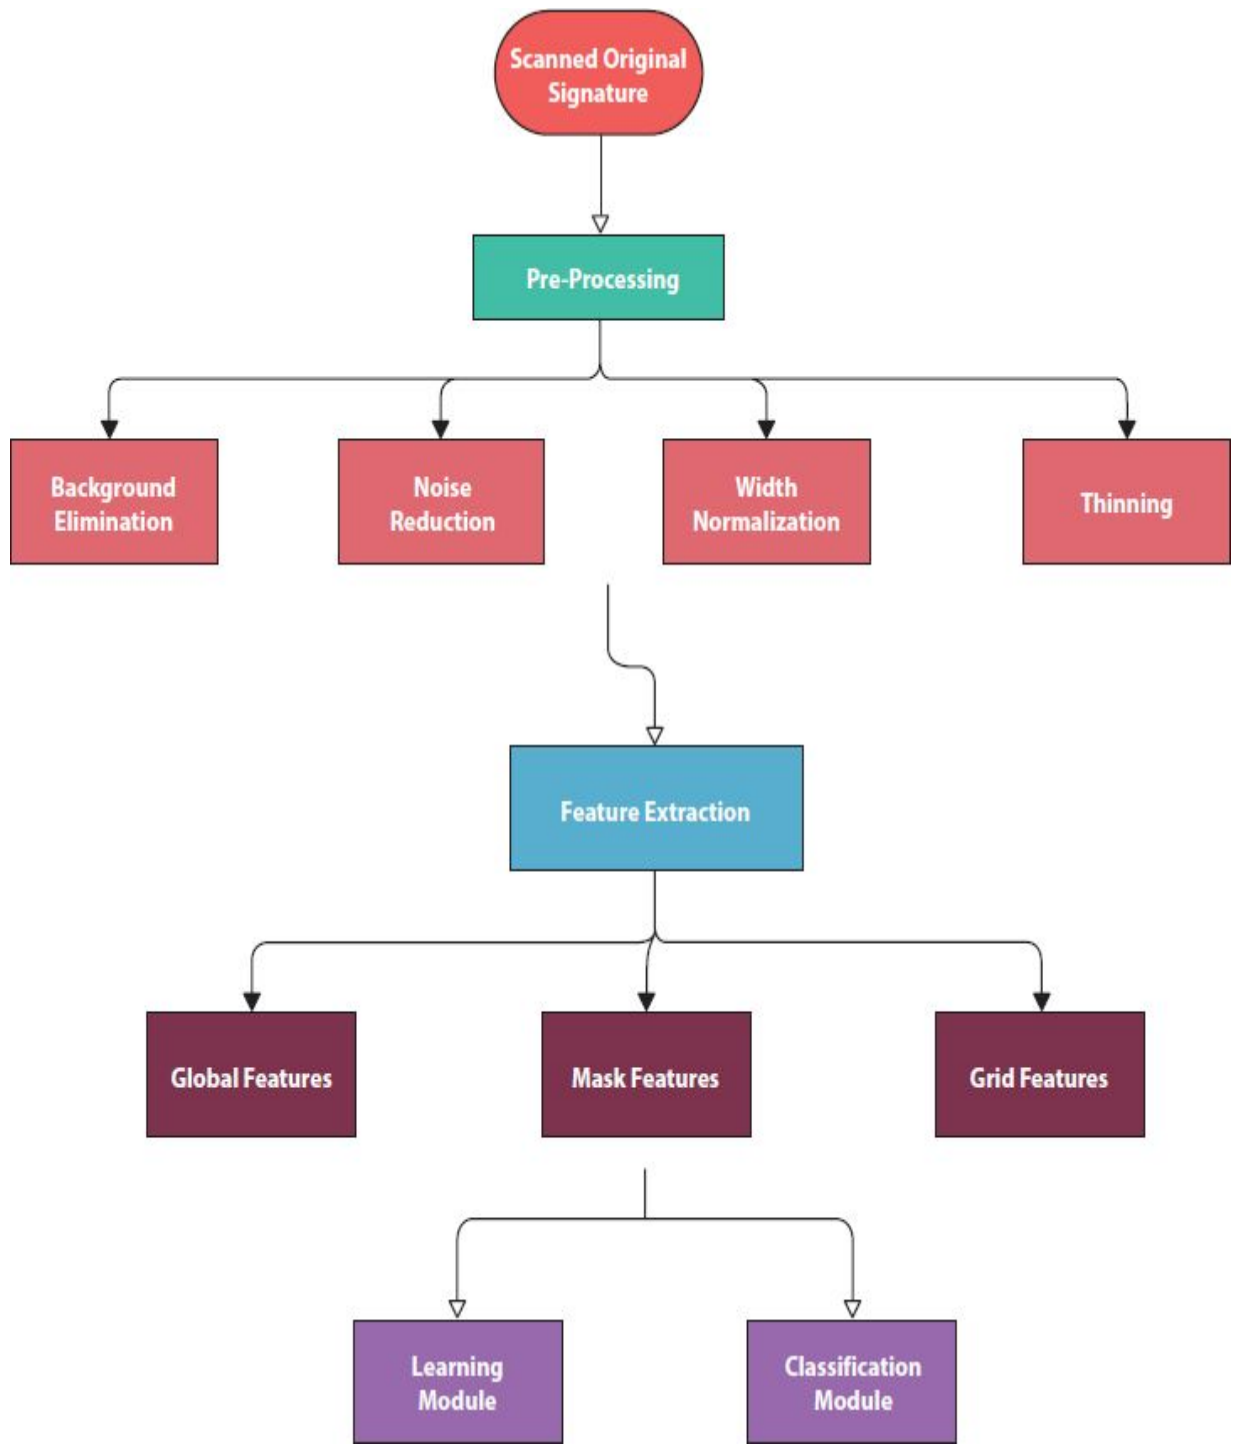 Scanned Original
Signature
Pre-Processing
Background
Elimination
Noise
Reduction
Width
Normalization
Thinning
Feature Extraction
Global Features
Mask Features
Grid Features
Learning
Module
Classification
Module